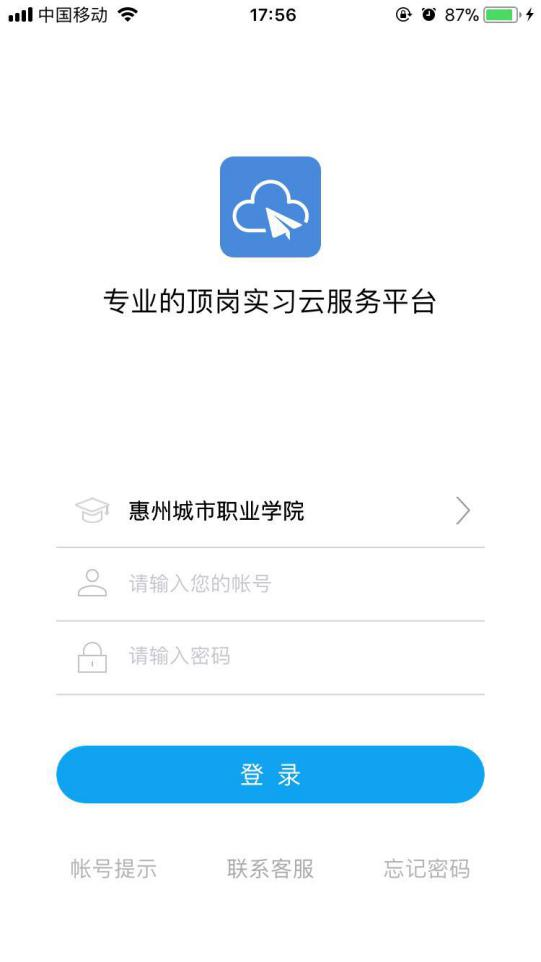 中国移动 17:56 87%
专业的顶岗实习云服务平台
惠州城市职业学院
请输入您的帐号
请输入密码
登 录
帐号提示 联系客服 忘记密码